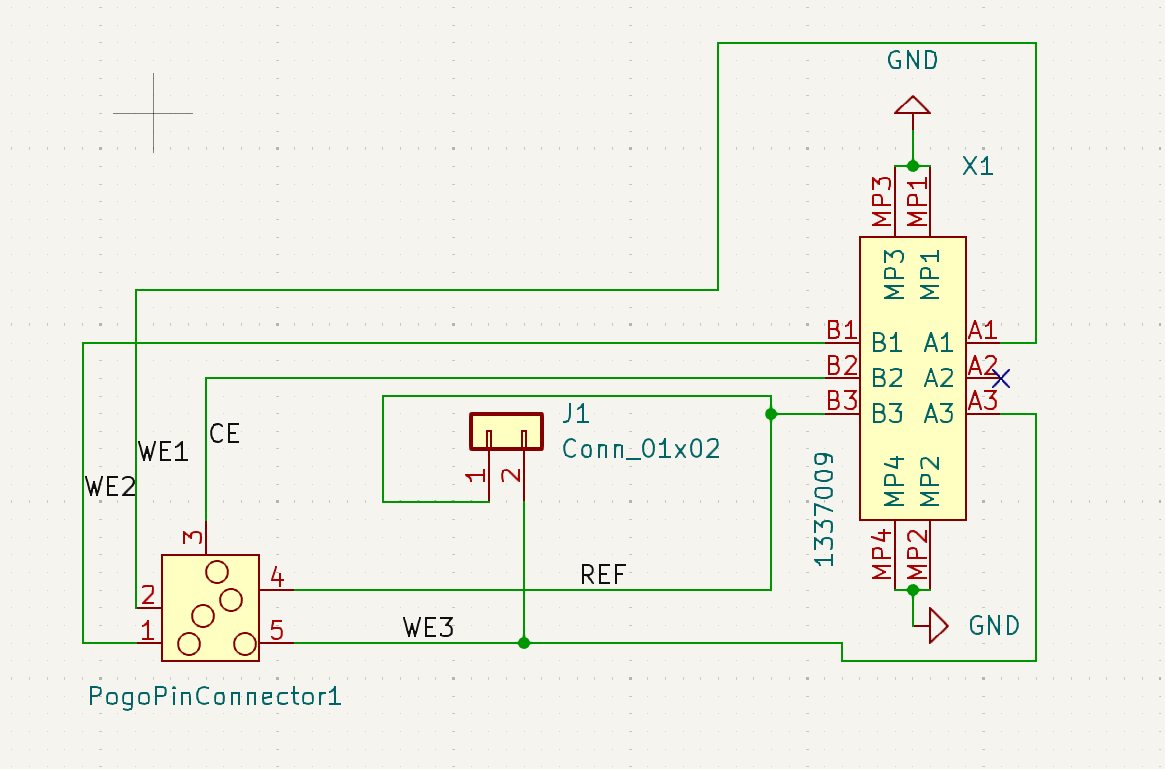 GND
X1
MP3
MP1
MP3
MP1
B1
B1
A1
A1
B2
B2
A2
A2
B3
B3
A3
A3
J1
Conn_01x02
1
2
CE
WE1
WE2
1337009
MP4
MP2
MP4
MP2
3
2
4
REF
1
5
WE3
GND
PogoPinConnector1